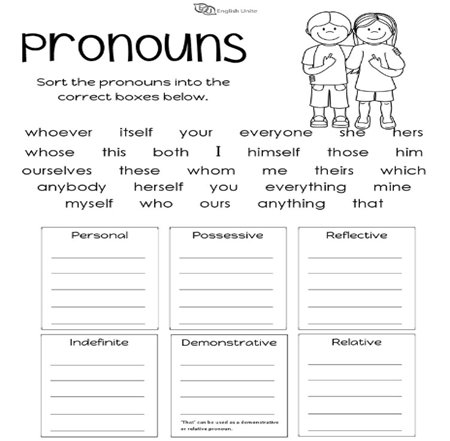 English Unite
Pronouns
Sort the pronouns into the
correct boxes below.
whoever itself your everyone she hers
whose this both I himself those him
ourselves these whom me theirs which
anybody herself you everything mine
myself who ours anything that
Personal Possessive Reflective
Indefinite Demonstrative Relative
'That' can be used as a demonstrative
or relative pronoun.